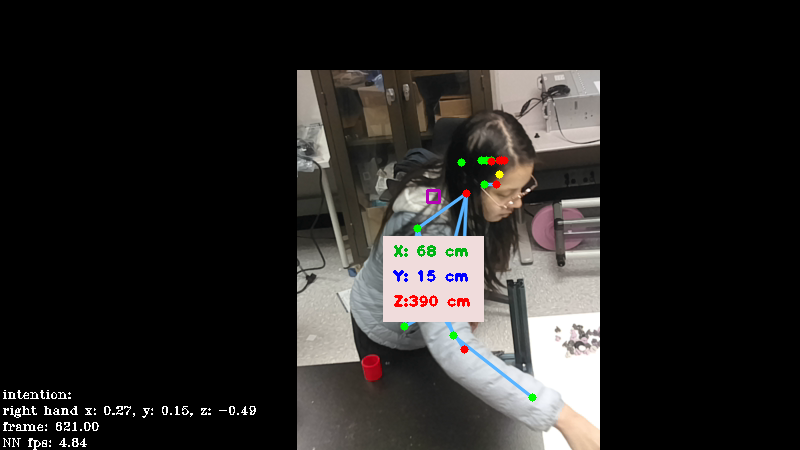 X: 68 cm
Y: 15 cm
Z:390 cm
intention:
right hand x: 0.27, y: 0.15, z: -0.49
frame: 621.00
NN fps: 4.84